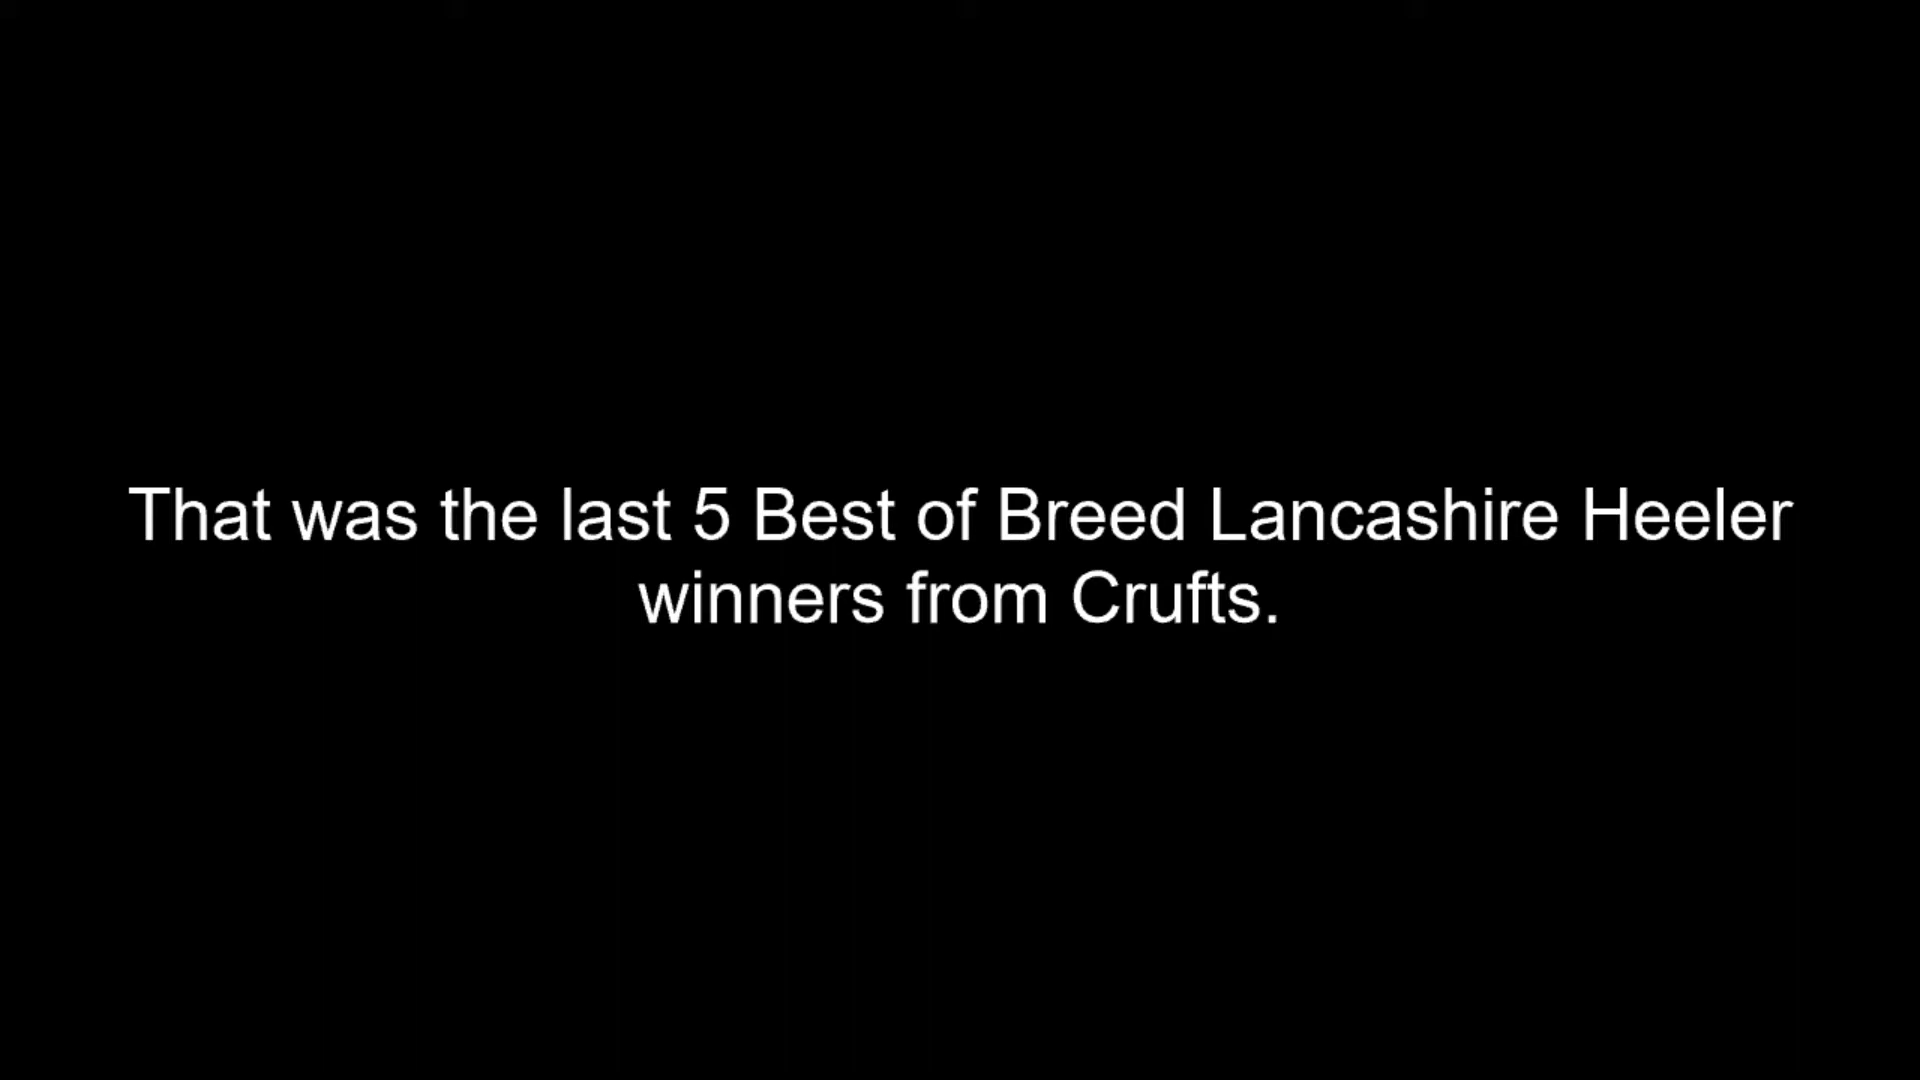 That was the last 5 Best of Breed Lancashire Heeler
winners from Crufts.